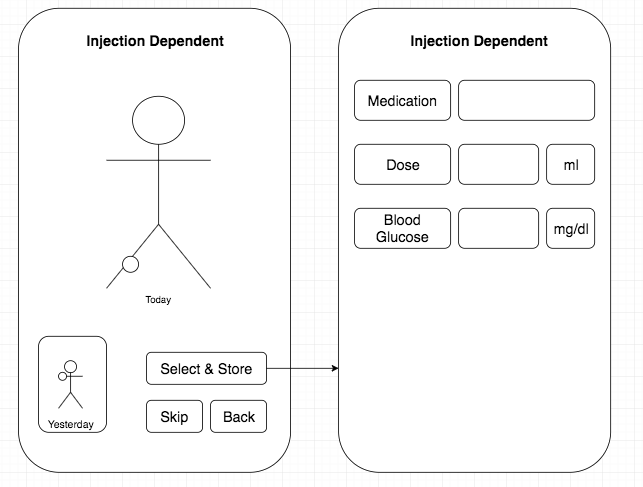 Injection Dependent
Today
Yesterday
Select & Store
Skip
Back
Injection Dependent
Medication
Dose
ml
Blood
Glucose
mg/dl